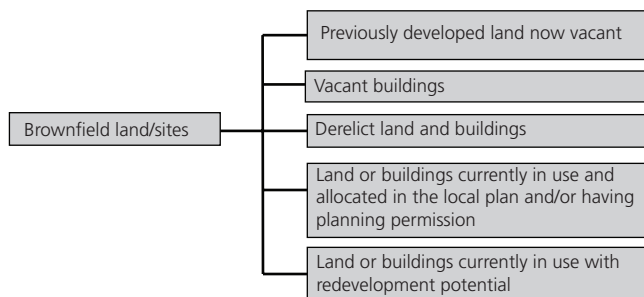 Previously developed land now vacant
Vacant buildings
Brownfield land/sites
Derelict land and buildings
Land or buildings currently in use and
allocated in the local plan and/or having
planning permission
Land or buildings currently in use with
redevelopment potential